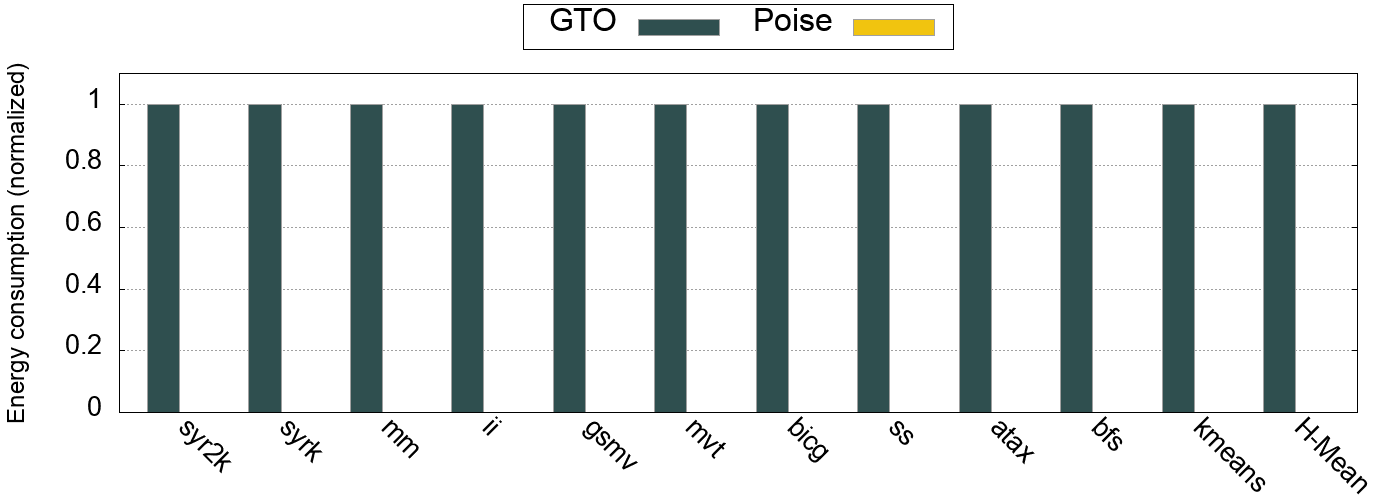 GTO Poise
Energy consumption (normalized)
1
0.8
0.6
0.4
0.2
0
syr2k
syrk
mm
ii
gsmv
mvt
bicg
ss
atax
bfs
kmeans
H-Mean